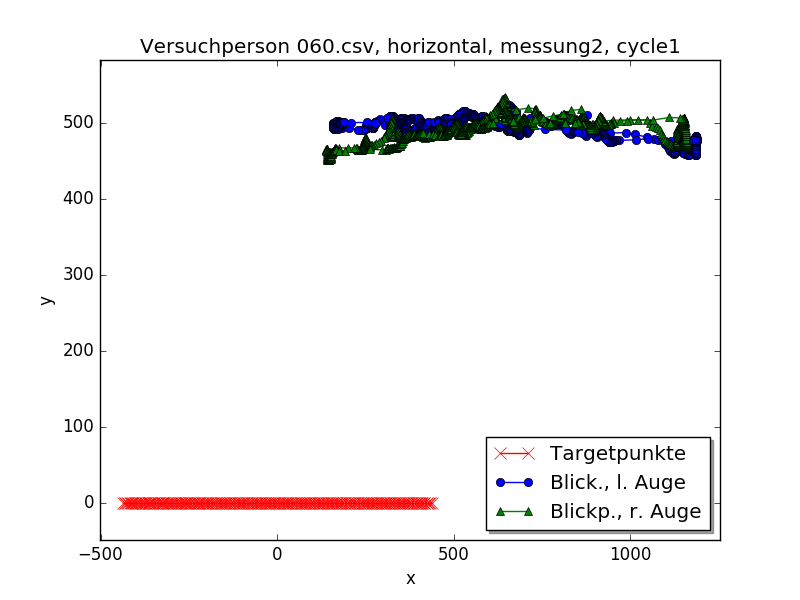 Versuchperson 060.csv, horizontal, messung2, cycle1
y
500
400
300
200
100
0
−500
0
500
1000
x
Targetpunkte
Blick., l. Auge
Blickp., r. Auge